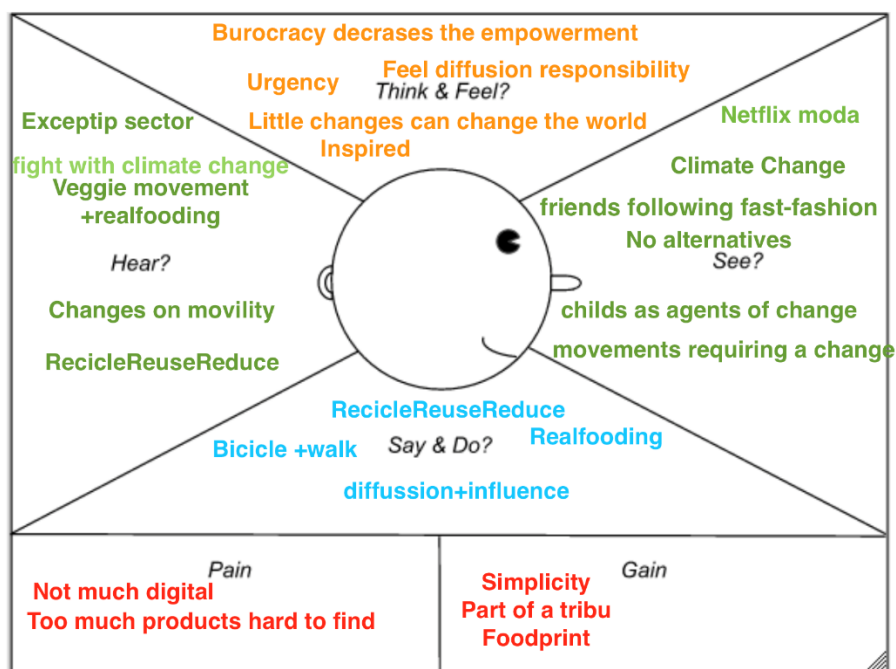 Burocracy decrases the empowerment
Urgency
Feel diffusion responsibility
Think & Feel?
Little changes can change the world
Inspired
Exceptip sector
fight with climate change
Veggie movement
+realfooding
Hear?
Changes on movility
RecicleReuseReduce
Netflix moda
Climate Change
friends following fast-fashion
No alternatives
See?
childs as agents of change
movements requiring a change
RecicleReuseReduce
Bicicle +walk
Say & Do?
Realfooding
diffussion+influence
Pain
Not much digital
Too much products hard to find
Gain
Simplicity
Part of a tribu
Foodprint